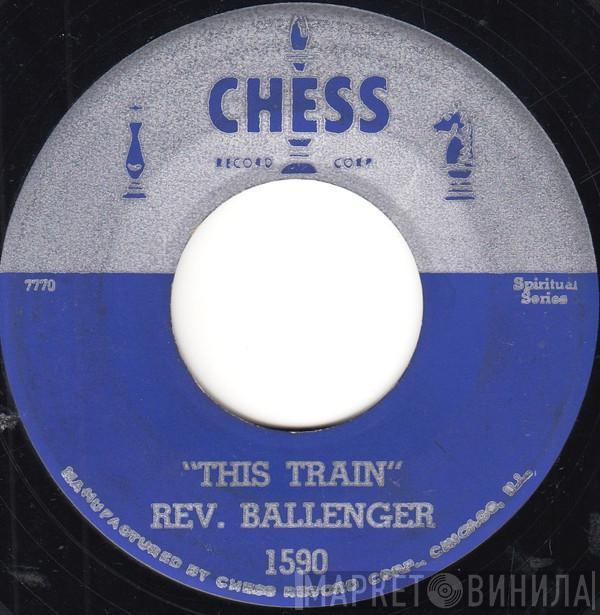 CHESS
RECORD CORP.
7770
Spiritual
Series
"THIS TRAIN"
REV. BALLENGER
1590
MANUFACTURED BY CHESS RECORD CORP., CHICAGO, ILL.
МАРКЕТ ВИНИЛА